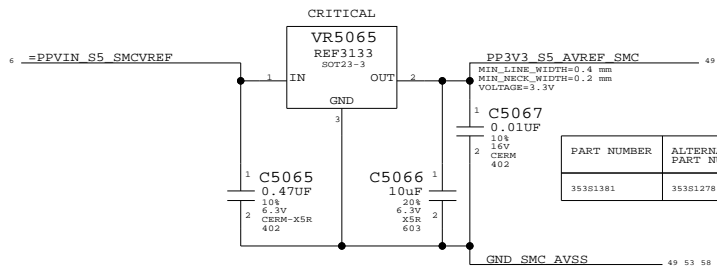 CRITICAL
VR5065
REF3133
SOT23-3
6 =PPVIN_S5_SMCVREF
1 IN
OUT 2
GND
3
PP3V3_S5_AVREF_SMC 49
MIN_LINE_WIDTH=0.4 mm
MIN_NECK_WIDTH=0.2 mm
VOLTAGE=3.3V
1
C5067
0.01UF
10%
16V
CERM
402
2
PART NUMBER
353S1381
353S1278
1
C5065
0.47UF
10%
6.3V
CERM-X5R
402
2
C5066
10uF
20%
6.3V
X5R
603
1
2
GND_SMC_AVSS 49 53 58